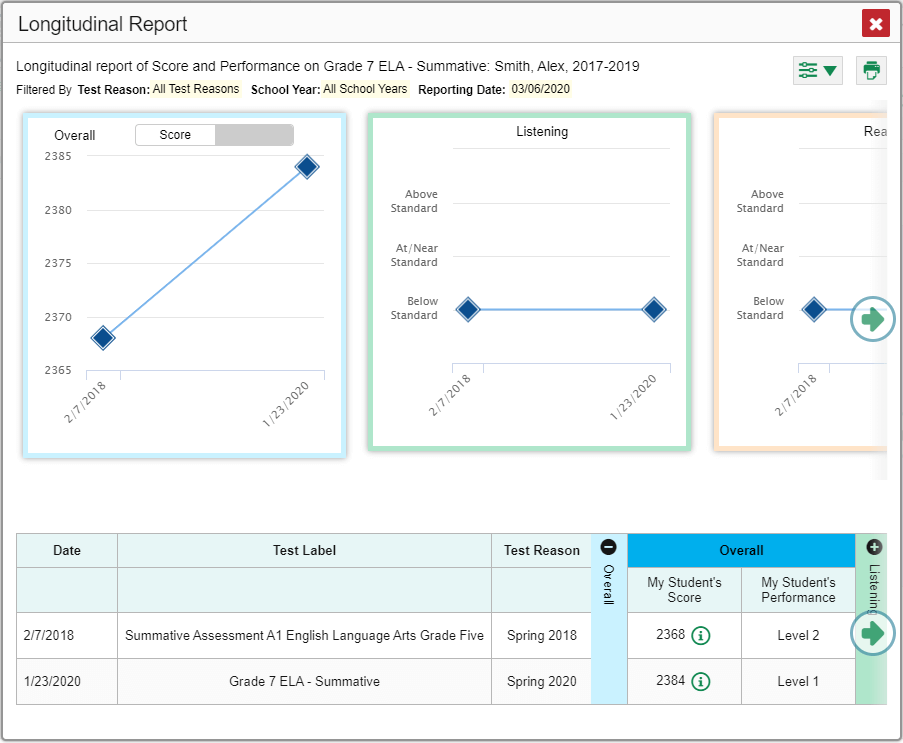 Longitudinal Report
Longitudinal report of Score and Performance on Grade 7 ELA - Summative: Smith, Alex, 2017-2019
Filtered By Test Reason: All Test Reasons School Year: All School Years Reporting Date: 03/06/2020
Overall Score
2385
2380
2375
2370
2365
2/7/2018 1/23/2020
Listening
Above
Standard
At/Near
Standard
Below
Standard
2/7/2018 1/23/2020
Rea
Above
Standard
At/Near
Standard
Below
Standard
2/7/2018
Date Test Label Test Reason Overall Overall Listening
My Student's Score My Student's Performance
2/7/2018 Summative Assessment A1 English Language Arts Grade Five Spring 2018 2368 Level 2
1/23/2020 Grade 7 ELA - Summative Spring 2020 2384 Level 1